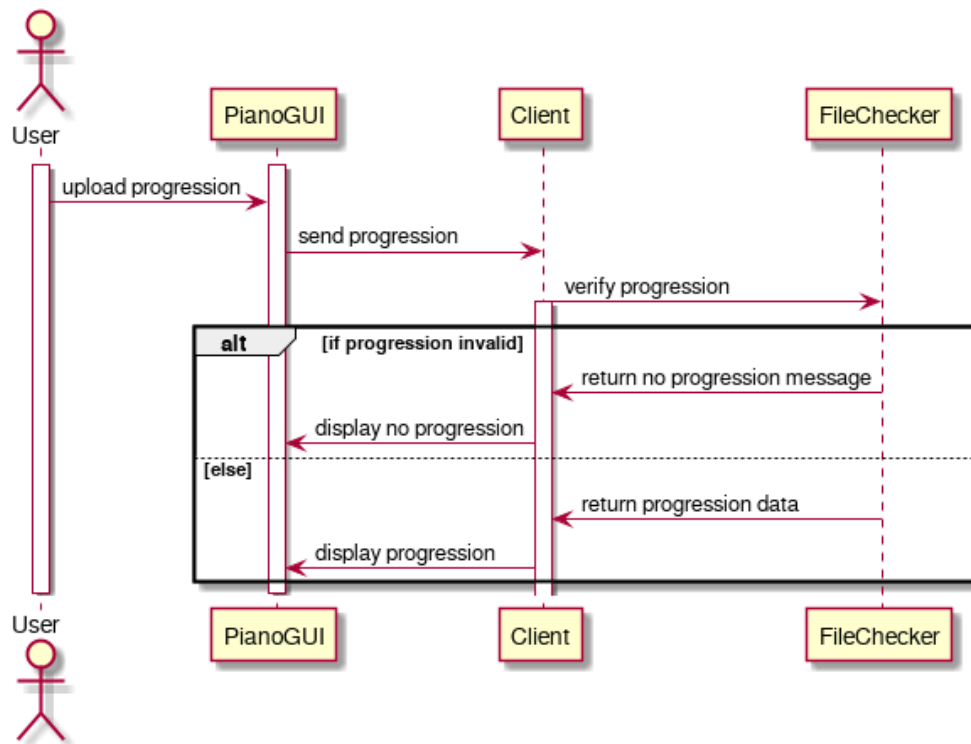 User
PianoGUI
Client
FileChecker
upload progression
send progression
verify progression
alt
[if progression invalid]
return no progression message
display no progression
[else]
return progression data
display progression
User
PianoGUI
Client
FileChecker